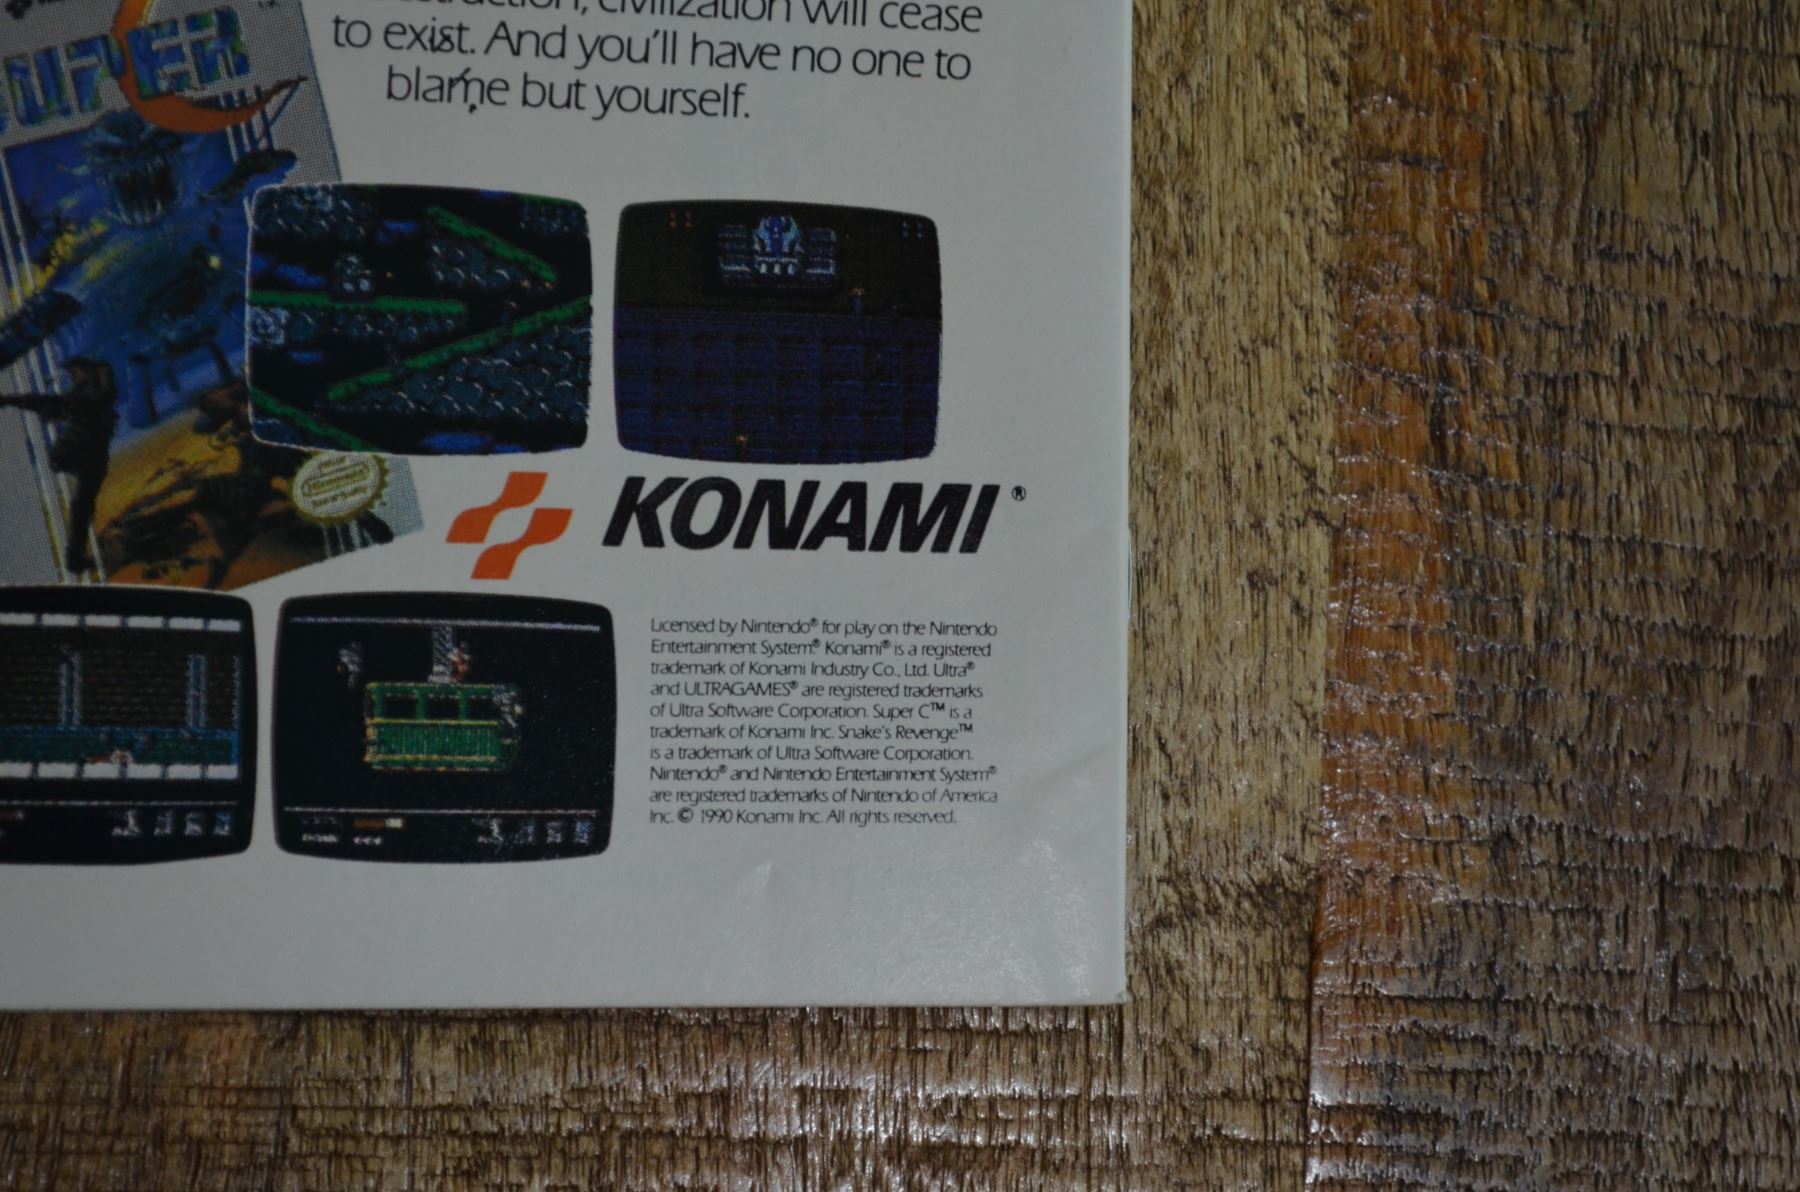 civilization will cease
to exist. And you'll have no one to
blame but yourself.
SUPER C
KONAMI®
Licensed by Nintendo® for play on the Nintendo
Entertainment System.® Konami® is a registered
trademark of Konami Industry Co., Ltd. Ultra®
and ULTRAGAMES® are registered trademarks
of Ultra Software Corporation. Super C™ is a
trademark of Konami Inc. Snake's Revenge™
is a trademark of Ultra Software Corporation.
Nintendo® and Nintendo Entertainment System®
are registered trademarks of Nintendo of America
Inc. © 1990 Konami Inc. All rights reserved.